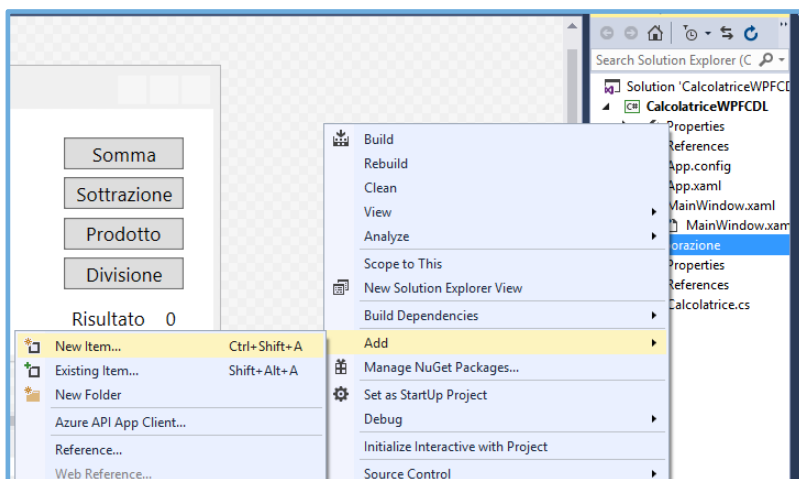 Search Solution Explorer (C
Solution 'CalcolatriceWPFCD
C# CalcolatriceWPFCDL
Properties
References
App.config
App.xaml
MainWindow.xaml
MainWindow.xam
orazione
Properties
References
Calcolatrice.cs
Somma
Sottrazione
Prodotto
Divisione
Risultato 0
Build
Rebuild
Clean
View
Analyze
Scope to This
New Solution Explorer View
Build Dependencies
Add
Manage NuGet Packages...
Set as StartUp Project
Debug
Initialize Interactive with Project
Source Control
New Item... Ctrl+Shift+A
Existing Item... Shift+Alt+A
New Folder
Azure API App Client...
Reference...
Web Reference...